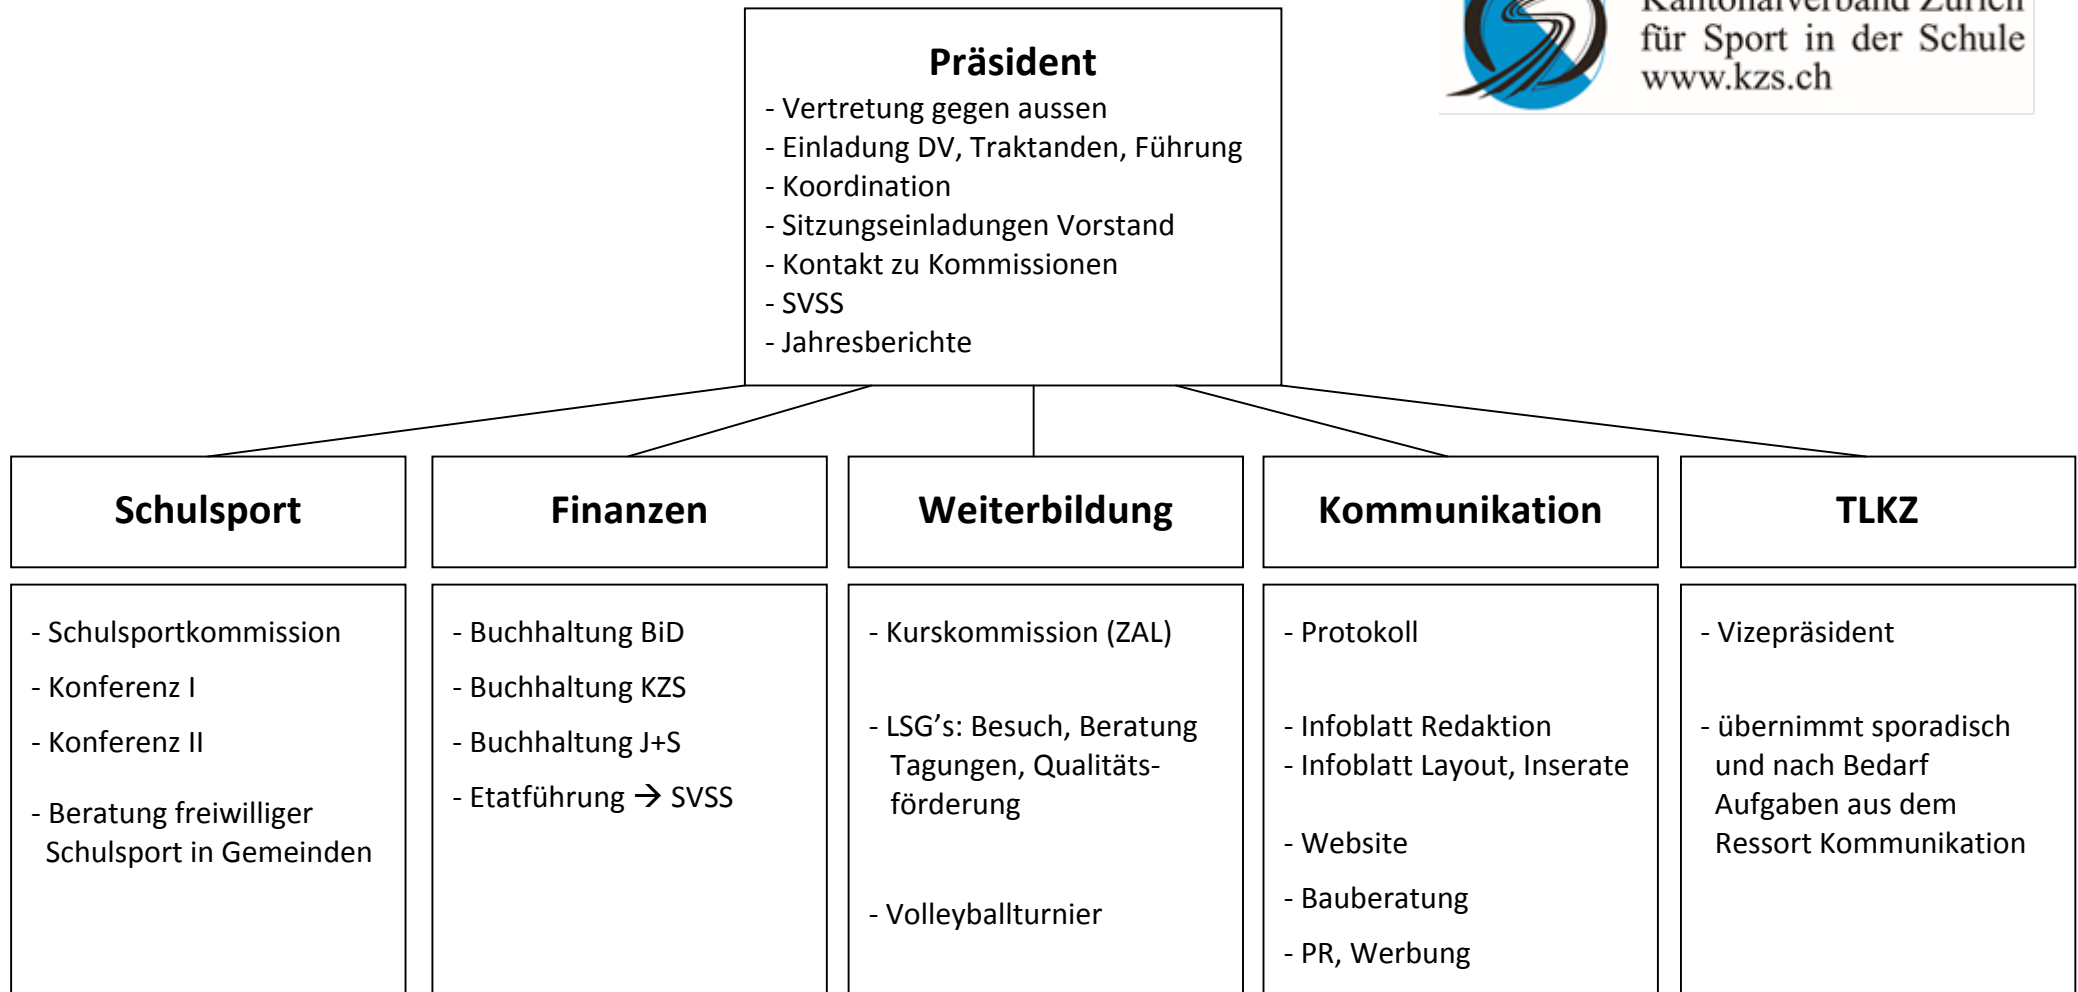 Kantonalverband Zürich
für Sport in der Schule
www.kzs.ch
Präsident
- Vertretung gegen aussen
- Einladung DV, Traktanden, Führung
- Koordination
- Sitzungseinladungen Vorstand
- Kontakt zu Kommissionen
- SVSS
- Jahresberichte
Schulsport
- Schulsportkommission
- Konferenz I
- Konferenz II
- Beratung freiwilliger
Schulsport in Gemeinden
Finanzen
- Buchhaltung BiD
- Buchhaltung KZS
- Buchhaltung J+S
- Etatführung → SVSS
Weiterbildung
- Kurskommission (ZAL)
- LSG’s: Besuch, Beratung
Tagungen, Qualitäts-
förderung
- Volleyballturnier
Kommunikation
- Protokoll
- Infoblatt Redaktion
- Infoblatt Layout, Inserate
- Website
- Bauberatung
- PR, Werbung
TLKZ
- Vizepräsident
- übernimmt sporadisch
und nach Bedarf
Aufgaben aus dem
Ressort Kommunikation